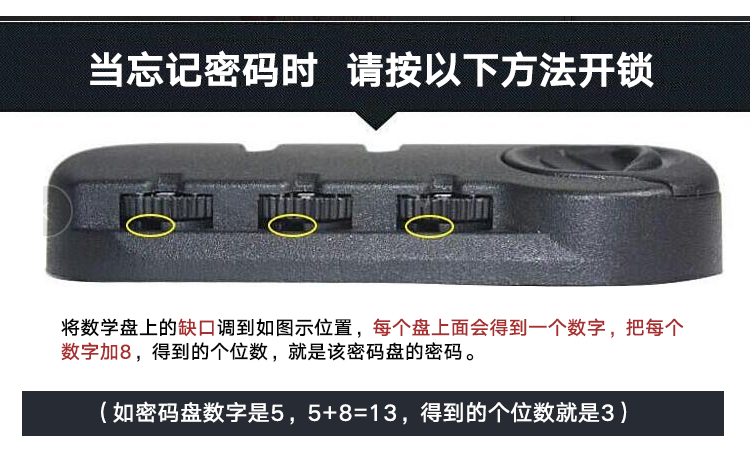 当忘记密码时 请按以下方法开锁
将数学盘上的缺口调到如图示位置，每个盘上面会得到一个数字，把每个
数字加8，得到的个位数，就是该密码盘的密码。
（如密码盘数字是5，5+8=13，得到的个位数就是3）